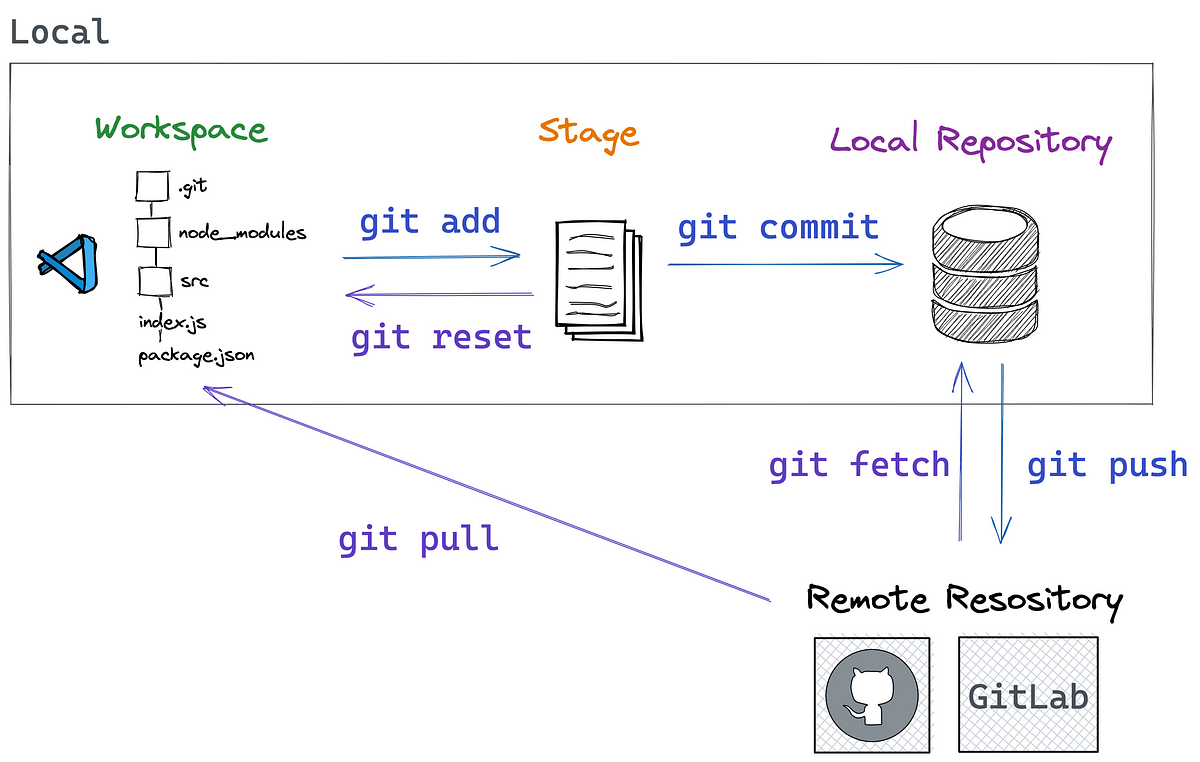 Local
Workspace
Stage
Local Repository
.git
node_modules
src
index.js
package.json
git add
git reset
git commit
git fetch
git push
git pull
Remote Resository
GitLab